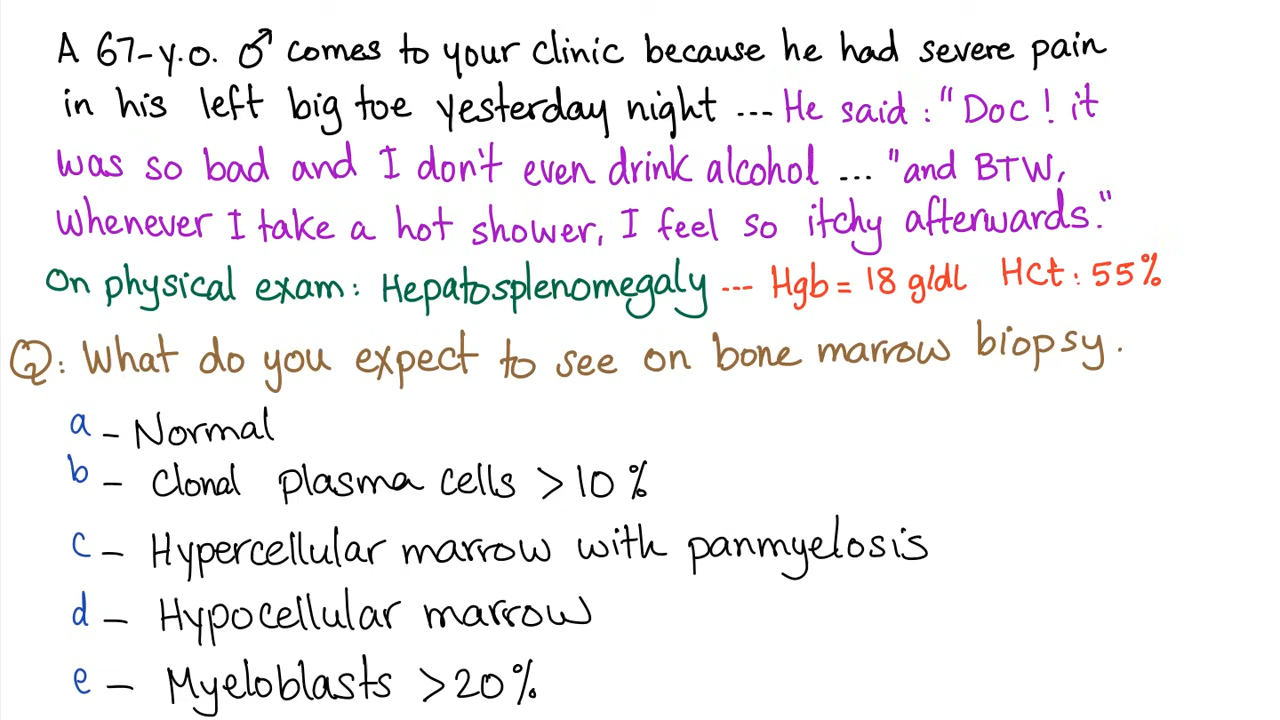 A 67-y.o. ♂ comes to your clinic because he had severe pain
in his left big toe yesterday night --- He said : "Doc ! it
was so bad and I don't even drink alcohol ... "and BTW,
whenever I take a hot shower, I feel so itchy afterwards."
On physical exam: Hepatosplenomegaly --- Hgb = 18 g/dL Hct : 55%
Q: What do you expect to see on bone marrow biopsy.
a - Normal
b - Clonal plasma cells > 10 %
c - Hypercellular marrow with panmyelosis
d - Hypocellular marrow
e - Myeloblasts > 20%